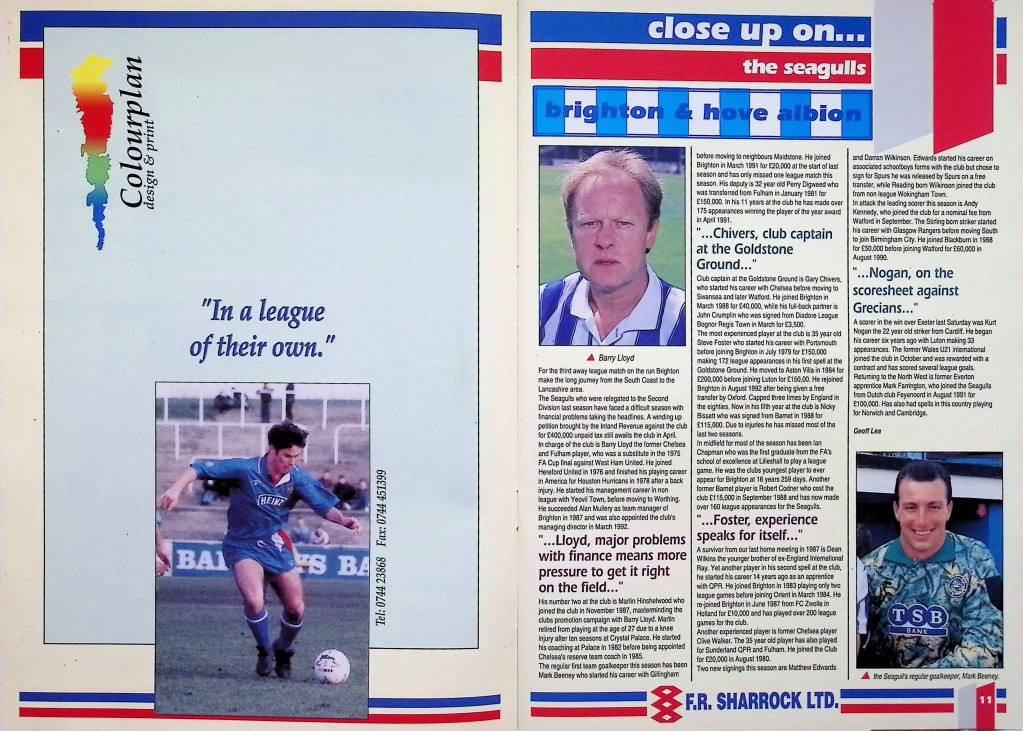 Colourplan
design & print
"In a league
of their own."
HEINZ
BAL
S BA
Tel: 0744 23868 Fax: 0744 451399
close up on...
the seagulls
brighton & hove albion
Barry Lloyd
For the third away league match on the run Brighton
make the long journey from the South Coast to the
Lancashire area.
The Seagulls who were relegated to the Second
Division last season have faced a difficult season with
financial problems taking the headlines. A winding up
petition brought by the Inland Revenue against the club
for £400,000 unpaid tax still awaits the club in April.
In charge of the club is Barry Lloyd the former Chelsea
and Fulham player, who was a substitute in the 1975
FA Cup final against West Ham United. He joined
Hereford United in 1976 and finished his playing career
in America for Houston Hurricans in 1978 after a back
injury. He started his management career in non
league with Yeovil Town, before moving to Worthing.
He succeeded Alan Mullery as team manager of
Brighton in 1987 and was also appointed the club's
managing director in March 1992.
"...Lloyd, major problems
with finance means more
pressure to get it right
on the field..."
His number two at the club is Martin Hinshelwood who
joined the club in November 1987, masterminding the
clubs promotion campaign with Barry Lloyd. Martin
retired from playing at the age of 27 due to a knee
injury after ten seasons at Crystal Palace. He started
his coaching at Palace in 1982 before being appointed
Chelsea's reserve team coach in 1985.
The regular first team goalkeeper this season has been
Mark Beeney who started his career with Gillingham
before moving to neighbours Maidstone. He joined
Brighton in March 1991 for £20,000 at the start of last
season and has only missed one league match this
season. His deputy is 32 year old Perry Digweed who
was transferred from Fulham in January 1981 for
£150,000. In his 11 years at the club he has made over
175 appearances winning the player of the year award
in April 1991.
"...Chivers, club captain
at the Goldstone
Ground..."
Club captain at the Goldstone Ground is Gary Chivers,
who started his career with Chelsea before moving to
Swansea and later Watford. He joined Brighton in
March 1988 for £40,000, while his full-back partner is
John Crumplin who was signed from Diadore League
Bognor Regis Town in March for £3,500.
The most experienced player at the club is 35 year old
Steve Foster who started his career with Portsmouth
before joining Brighton in July 1979 for £150,000
making 172 league appearances in his first spell at the
Goldstone Ground. He moved to Aston Villa in 1984 for
£200,000 before joining Luton for £150,00. He rejoined
Brighton in August 1992 after being given a free
transfer by Oxford. Capped three times by England in
the eighties. Now in his fifth year at the club is Nicky
Bissett who was signed from Barnet in 1988 for
£115,000. Due to injuries he has missed most of the
last two seasons.
In midfield for most of the season has been Ian
Chapman who was the first graduate from the FA's
school of excellence at Lilleshall to play a league
game. He was the clubs youngest player to ever
appear for Brighton at 16 years 259 days. Another
former Barnet player is Robert Codner who cost the
club £115,000 in September 1988 and has now made
over 160 league appearances for the Seagulls.
"...Foster, experience
speaks for itself..."
A survivor from our last home meeting in 1987 is Dean
Wilkins the younger brother of ex-England International
Ray. Yet another player in his second spell at the club,
he started his career 14 years ago as an apprentice
with QPR. He joined Brighton in 1983 playing only two
league games before joining Orient in March 1984. He
re-joined Brighton in June 1987 from FC Zwolle in
Holland for £10,000 and has played over 200 league
games for the club.
Another experienced player is former Chelsea player
Clive Walker. The 35 year old player has also played
for Sunderland QPR and Fulham. He joined the Club
for £20,000 in August 1980.
Two new signings this season are Matthew Edwards
and Darran Wilkinson. Edwards started his career on
associated schoolboys forms with the club but chose to
sign for Spurs he was released by Spurs on a free
transfer, while Reading born Wilkinson joined the club
from non league Wokingham Town.
In attack the leading scorer this season is Andy
Kennedy, who joined the club for a nominal fee from
Watford in September. The Stirling born striker started
his career with Glasgow Rangers before moving South
to join Birmingham City. He joined Blackburn in 1988
for £50,000 before joining Watford for £60,000 in
August 1990.
"...Nogan, on the
scoresheet against
Grecians..."
A scorer in the win over Exeter last Saturday was Kurt
Nogan the 22 year old striker from Cardiff. He began
his career six years ago with Luton making 33
appearances. The former Wales U21 international
joined the club in October and was rewarded with a
contract and has scored several league goals.
Returning to the North West is former Everton
apprentice Mark Farrington, who joined the Seagulls
from Dutch club Feyenoord in August 1991 for
£100,000. Has also had spells in this country playing
for Norwich and Cambridge.
Geoff Lea
TSB
BANK
the Seagull's regular goalkeeper, Mark Beeney.
F.R. SHARROCK LTD.
11